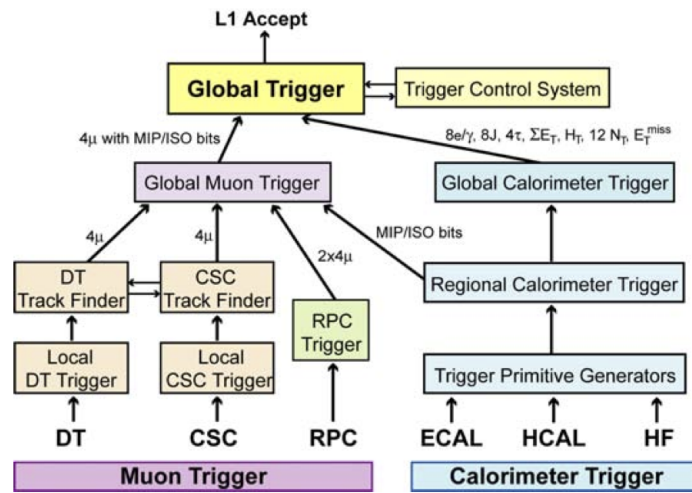 L1 Accept
Global Trigger
Trigger Control System
4μ with MIP/ISO bits
8e/γ, 8J, 4τ, ΣE_T, H_T, 12 N_T, E_T^miss
Global Muon Trigger
Global Calorimeter Trigger
4μ
4μ
2x4μ
MIP/ISO bits
DT
Track Finder
CSC
Track Finder
Regional Calorimeter Trigger
RPC
Trigger
Local
DT Trigger
Local
CSC Trigger
Trigger Primitive Generators
DT
CSC
RPC
ECAL
HCAL
HF
Muon Trigger
Calorimeter Trigger